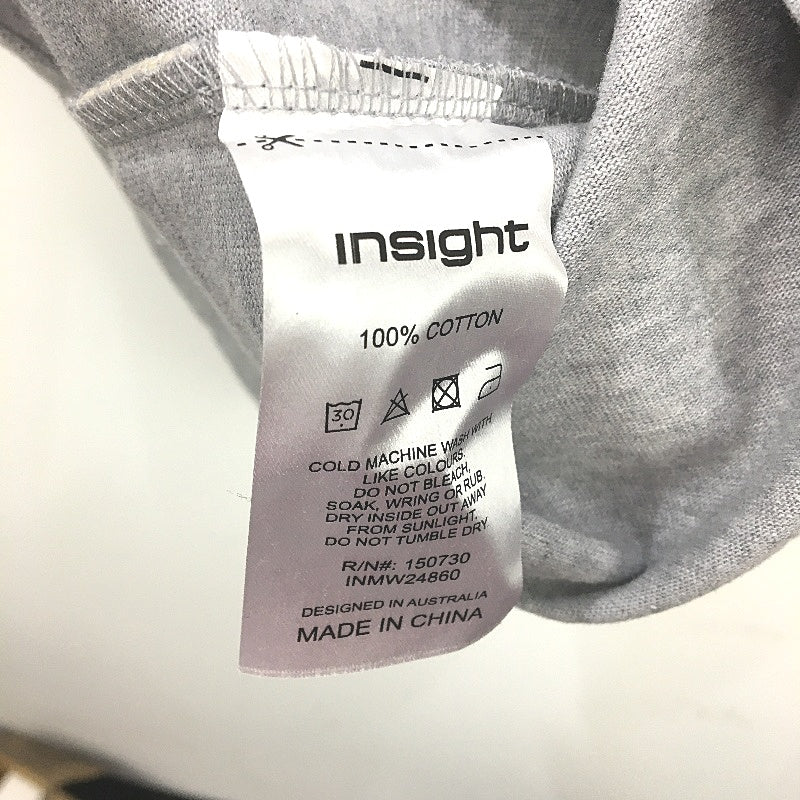 insight
100% COTTON
30
COLD MACHINE WASH WITH
LIKE COLOURS.
DO NOT BLEACH,
SOAK, WRING OR RUB.
DRY INSIDE OUT AWAY
FROM SUNLIGHT.
DO NOT TUMBLE DRY
R/N#: 150730
INMW24860
DESIGNED IN AUSTRALIA
MADE IN CHINA